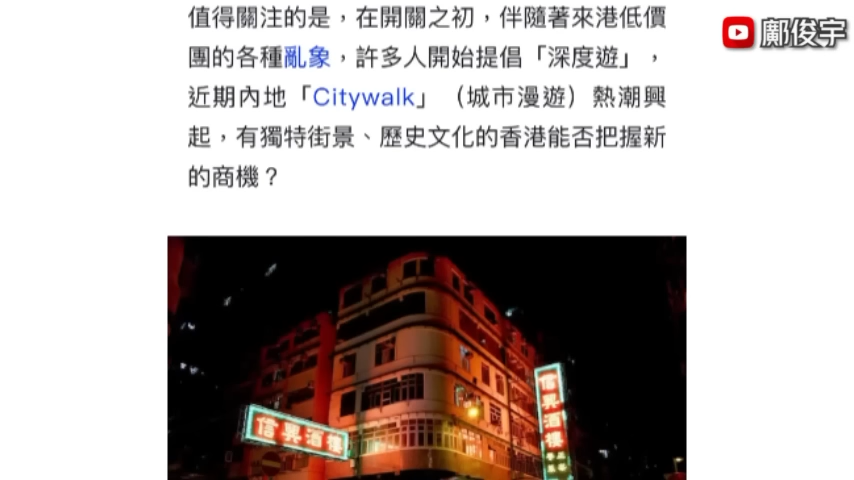 值得關注的是，在開關之初，伴隨著來港低價
團的各種亂象，許多人開始提倡「深度遊」，
近期內地「Citywalk」（城市漫遊）熱潮興
起，有獨特街景、歷史文化的香港能否把握新
的商機？
鄺俊宇
信興酒樓
信興酒樓